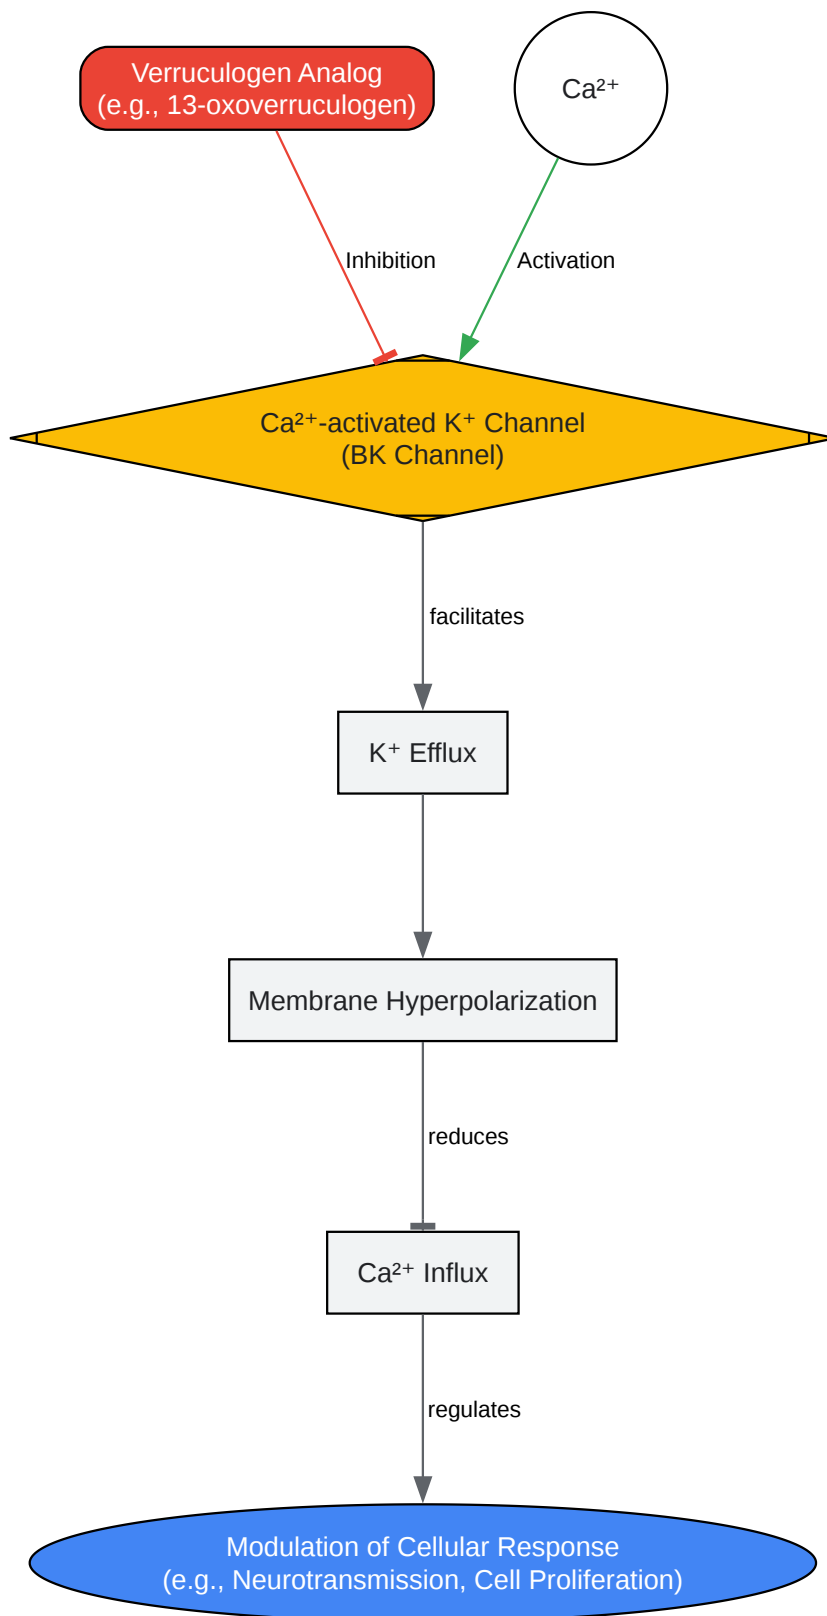 Verruculogen Analog
(e.g., 13-oxoverruculogen)
Ca²⁺
Inhibition
Activation
Ca²⁺-activated K⁺ Channel
(BK Channel)
facilitates
K⁺ Efflux
Membrane Hyperpolarization
reduces
Ca²⁺ Influx
regulates
Modulation of Cellular Response
(e.g., Neurotransmission, Cell Proliferation)